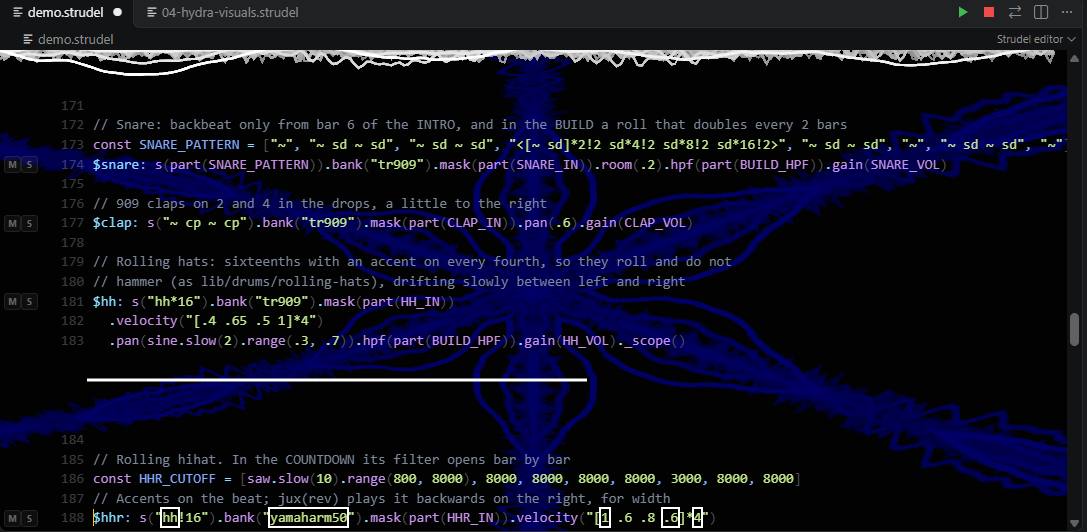 demo.strudel
04-hydra-visuals.strudel
demo.strudel
Strudel editor
171
172 // Snare: backbeat only from bar 6 of the INTRO, and in the BUILD a roll that doubles every 2 bars
173 const SNARE_PATTERN = ["~", "~ sd ~ sd", "~ sd ~ sd", "<[~ sd]*2!2 sd*4!2 sd*8!2 sd*16!2>", "~ sd ~ sd", "~", "~ sd ~ sd", "~"
M S 174 $snare: s(part(SNARE_PATTERN)).bank("tr909").mask(part(SNARE_IN)).room(.2).hpf(part(BUILD_HPF)).gain(SNARE_VOL)
175
176 // 909 claps on 2 and 4 in the drops, a little to the right
M S 177 $clap: s("~ cp ~ cp").bank("tr909").mask(part(CLAP_IN)).pan(.6).gain(CLAP_VOL)
178
179 // Rolling hats: sixteenths with an accent on every fourth, so they roll and do not
180 // hammer (as lib/drums/rolling-hats), drifting slowly between left and right
M S 181 $hh: s("hh*16").bank("tr909").mask(part(HH_IN))
182 .velocity("[.4 .65 .5 1]*4")
183 .pan(sine.slow(2).range(.3, .7)).hpf(part(BUILD_HPF)).gain(HH_VOL)._scope()
184
185 // Rolling hihat. In the COUNTDOWN its filter opens bar by bar
186 const HHR_CUTOFF = [saw.slow(10).range(800, 8000), 8000, 8000, 8000, 8000, 3000, 8000, 8000]
187 // Accents on the beat; jux(rev) plays it backwards on the right, for width
M S 188 $hhr: s("hh!16").bank("yamaharm50").mask(part(HHR_IN)).velocity("[1 .6 .8 .6]*4")